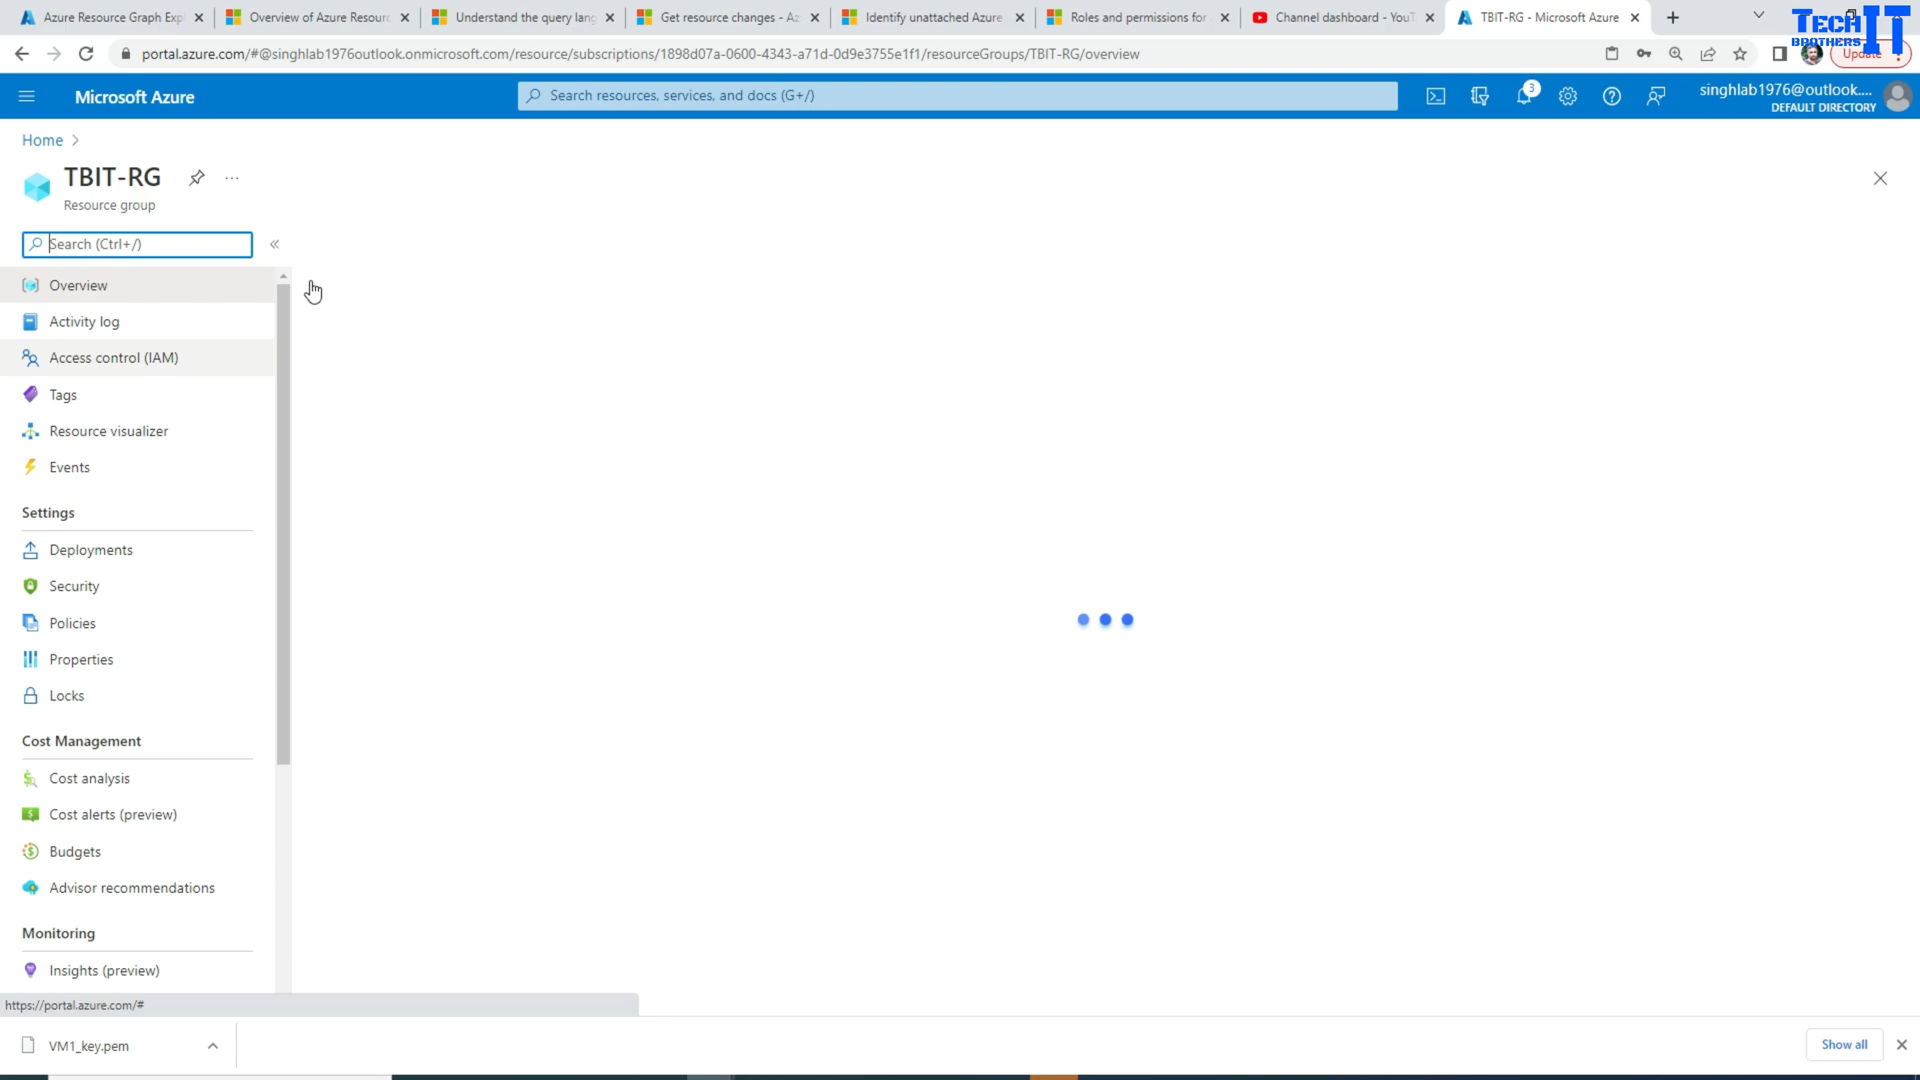 Azure Resource Graph Exp
Overview of Azure Resourc
Understand the query lang
Get resource changes - Az
Identify unattached Azure
Roles and permissions for
Channel dashboard - YouT
TBIT-RG - Microsoft Azure
TECH IT
BROTHERS
portal.azure.com/#@singhlab1976outlook.onmicrosoft.com/resource/subscriptions/1898d07a-0600-4343-a71d-0d9e3755e1f1/resourceGroups/TBIT-RG/overview
Update
Microsoft Azure
Search resources, services, and docs (G+/)
3
singhlab1976@outlook....
DEFAULT DIRECTORY
Home
TBIT-RG
Resource group
Search (Ctrl+/)
Overview
Activity log
Access control (IAM)
Tags
Resource visualizer
Events
Settings
Deployments
Security
Policies
Properties
Locks
Cost Management
Cost analysis
Cost alerts (preview)
Budgets
Advisor recommendations
Monitoring
Insights (preview)
https://portal.azure.com/#
VM1_key.pem
Show all